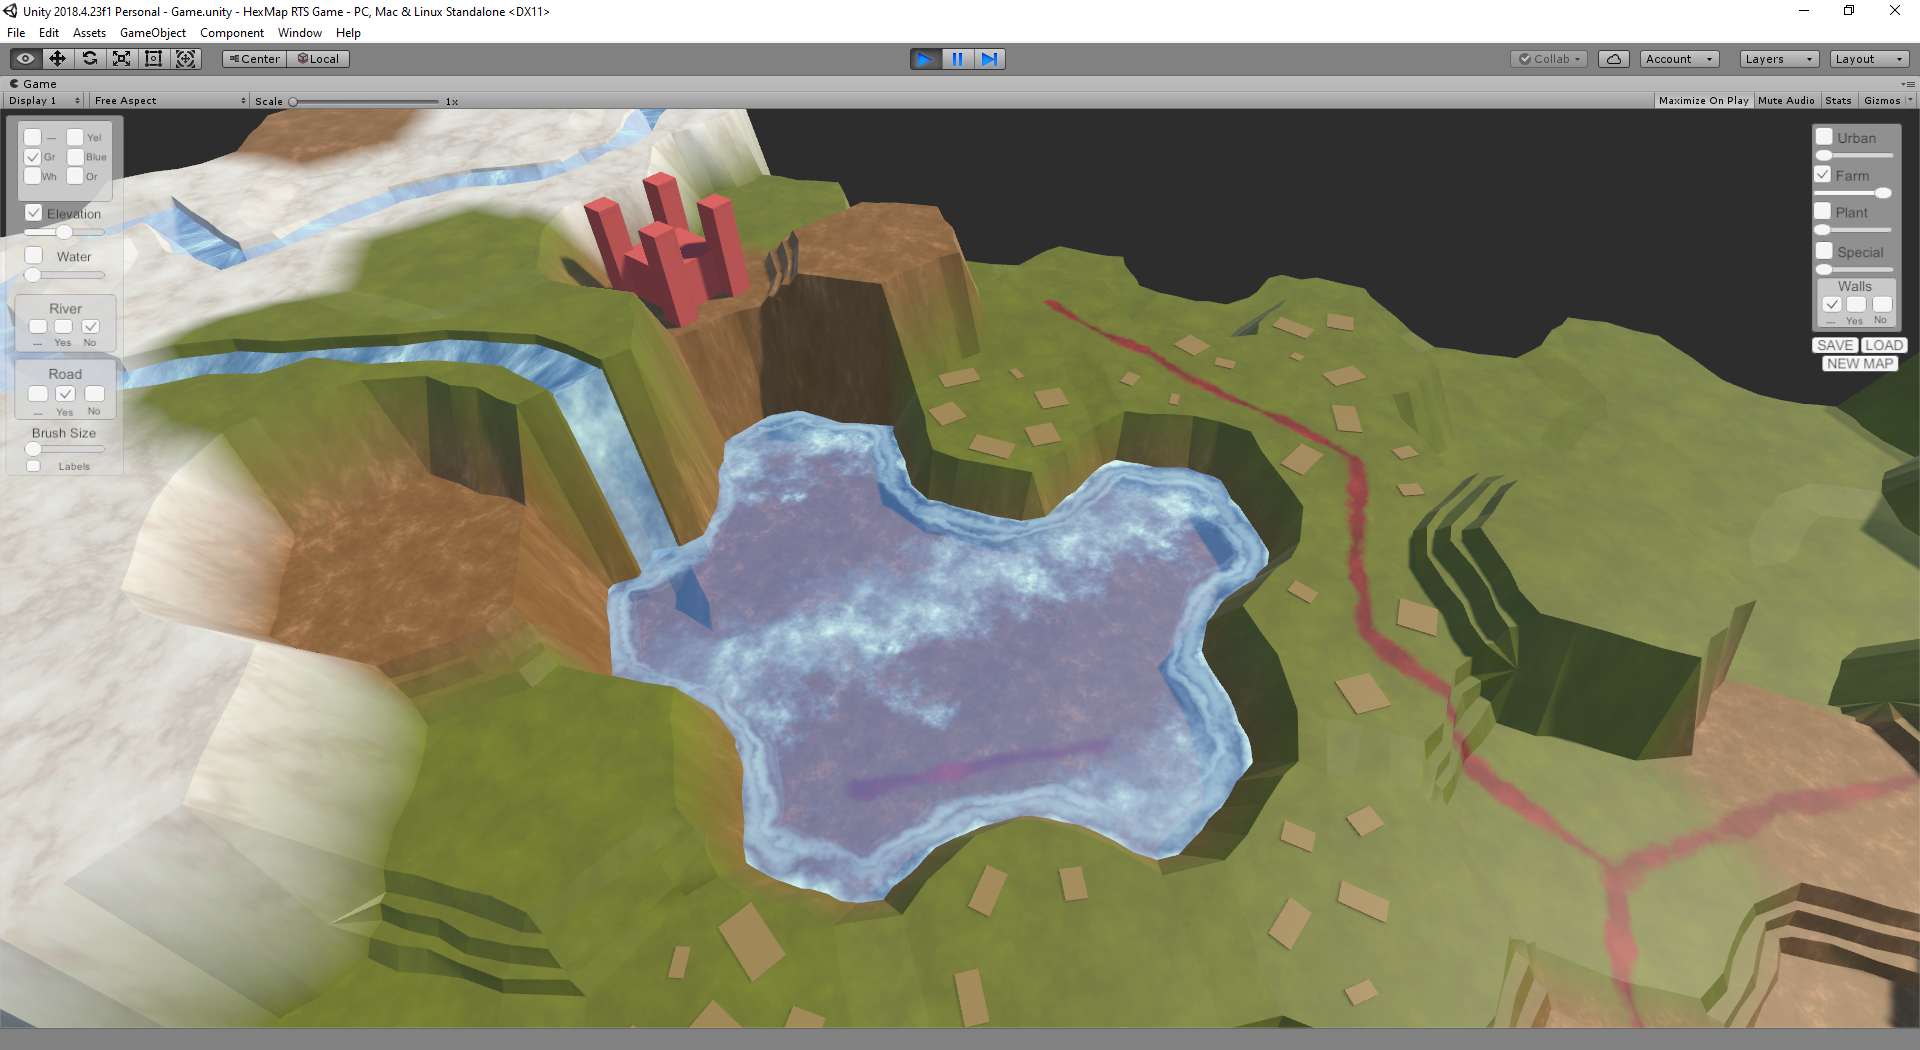 Unity 2018.4.23f1 Personal - Game.unity - HexMap RTS Game - PC, Mac & Linux Standalone <DX11>
File Edit Assets GameObject Component Window Help
Center Local Collab Account Layers Layout
Game
Display 1 Free Aspect Scale 1x Maximize On Play Mute Audio Stats Gizmos
--- Yel
Gr Blue
Wh Or
Elevation
Water
River
--- Yes No
Road
--- Yes No
Brush Size
Labels
Urban
Farm
Plant
Special
Walls
--- Yes No
SAVE LOAD
NEW MAP